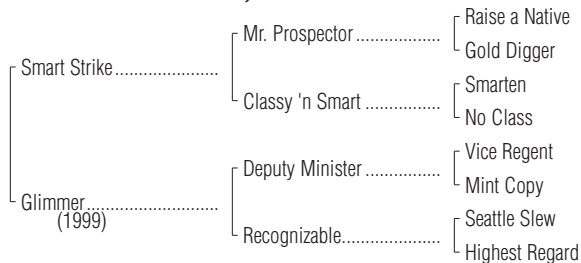 Raise a Native
Mr. Prospector ..................
Gold Digger
Smart Strike......................
Smarten
Classy 'n Smart ................
No Class
Vice Regent
Deputy Minister ................
Mint Copy
Glimmer............................
(1999)
Seattle Slew
Recognizable.....................
Highest Regard